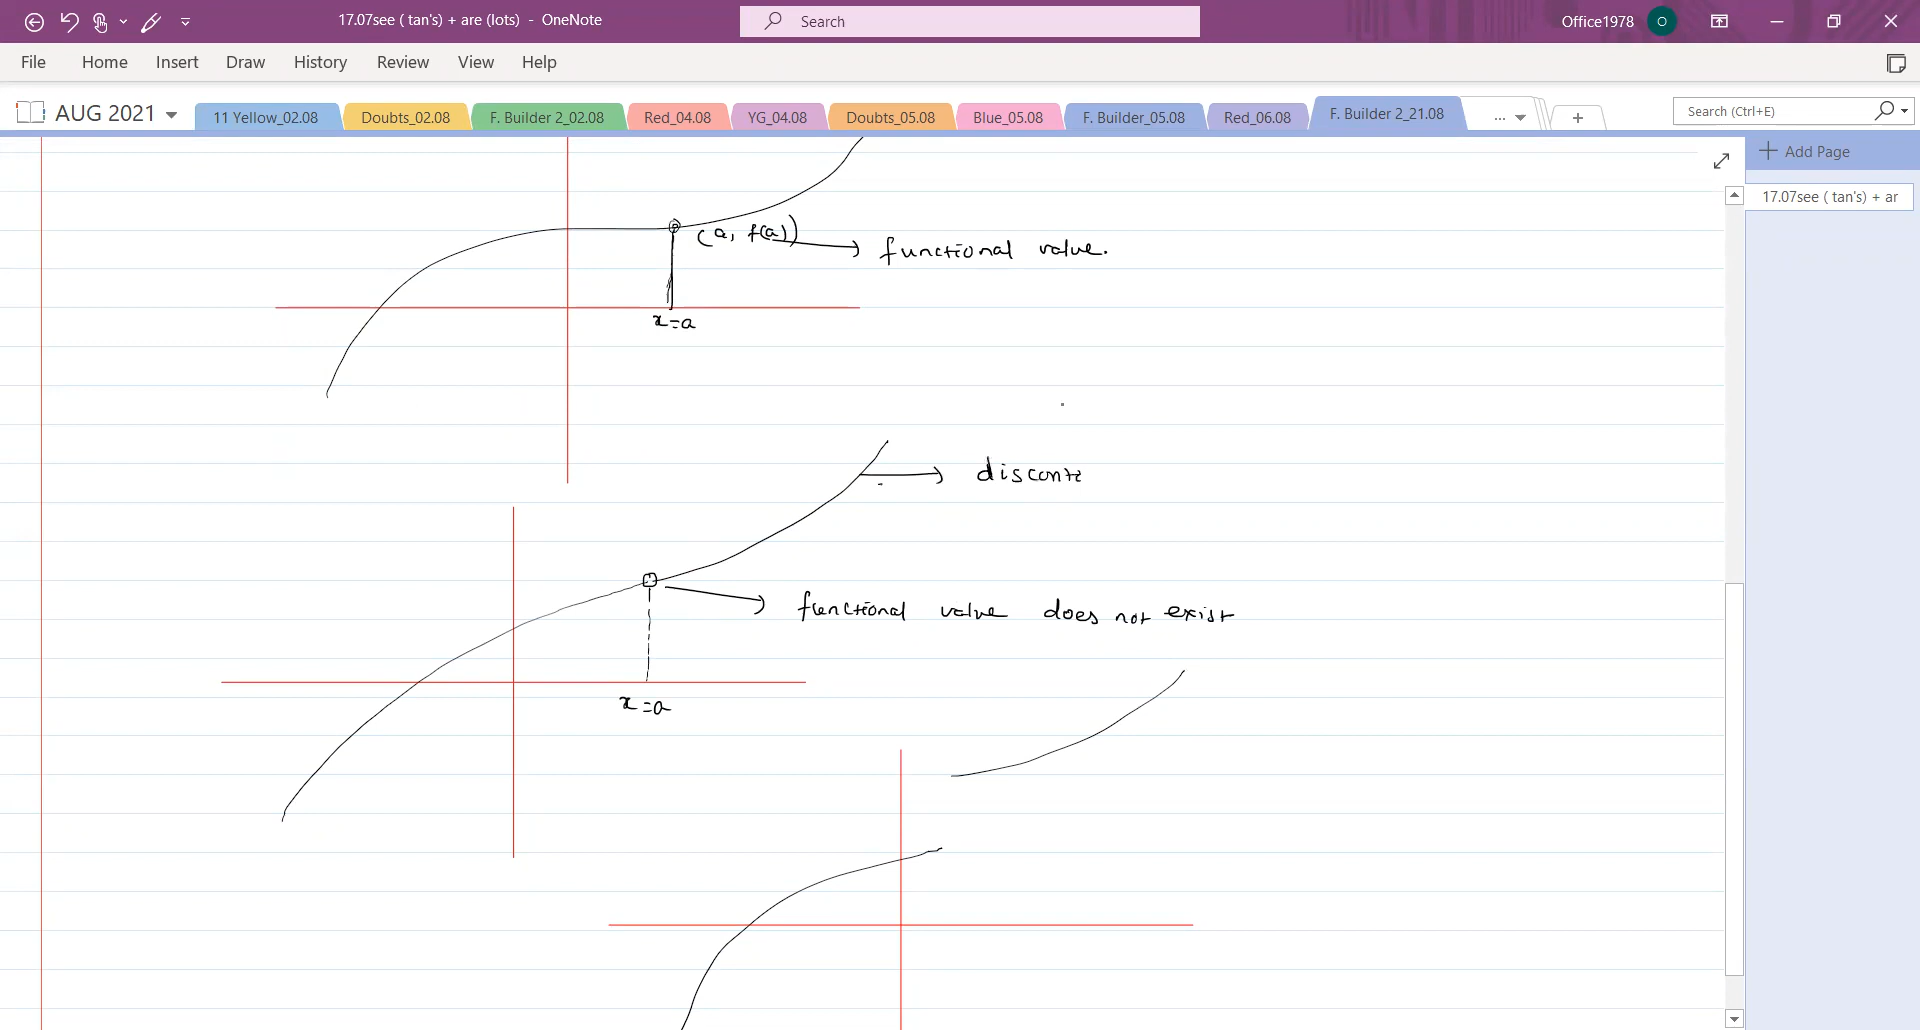 17.07see ( tan's) + are (lots) - OneNote
Search
Office1978
O
File Home Insert Draw History Review View Help
AUG 2021
11 Yellow_02.08 Doubts_02.08 F. Builder 2_02.08 Red_04.08 YG_04.08 Doubts_05.08 Blue_05.08 F. Builder_05.08 Red_06.08 F. Builder 2_21.08 ... +
Search (Ctrl+E)
Add Page
17.07see ( tan's) + ar
(a, f(a))
functional value.
x=a
discont
functional value does not exist
x=a